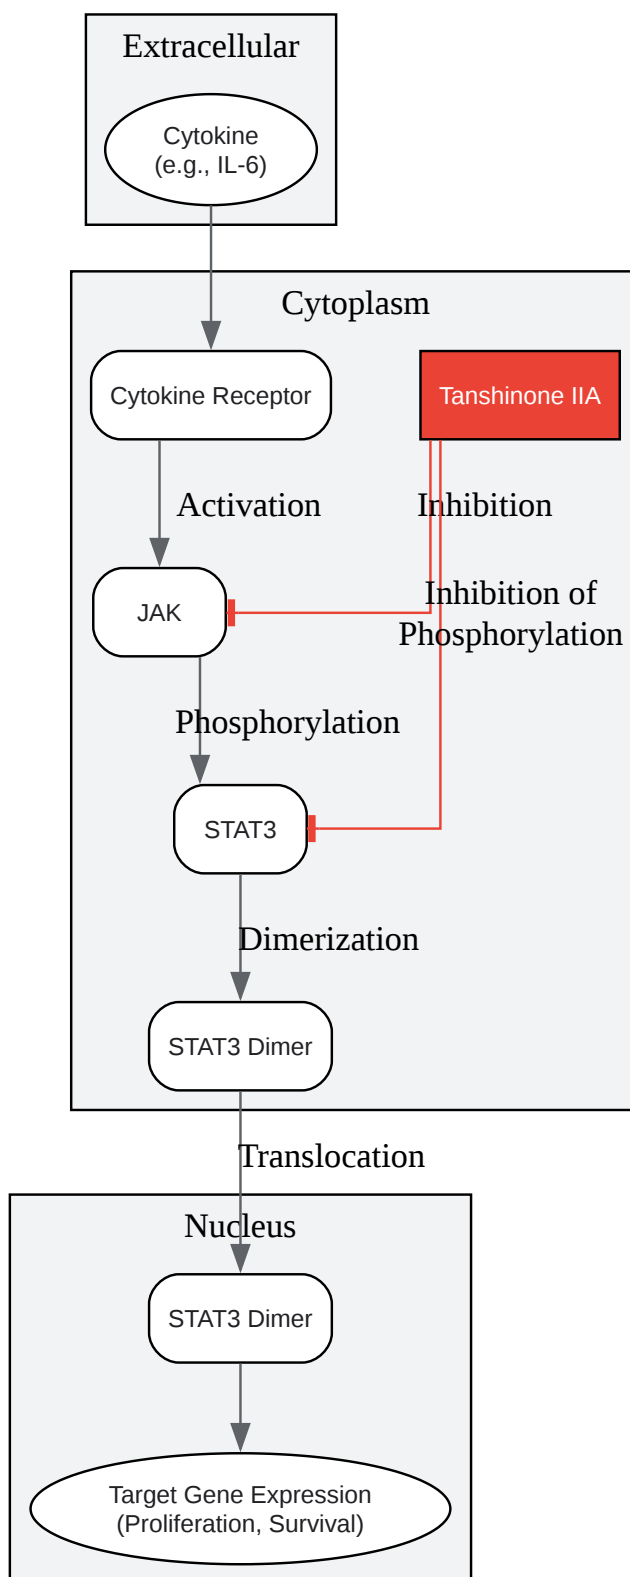 Extracellular
Cytokine
(e.g., IL-6)
Cytoplasm
Cytokine Receptor
Tanshinone IIA
Activation
Inhibition
JAK
Inhibition of
Phosphorylation
Phosphorylation
STAT3
Dimerization
STAT3 Dimer
Translocation
Nucleus
STAT3 Dimer
Target Gene Expression
(Proliferation, Survival)